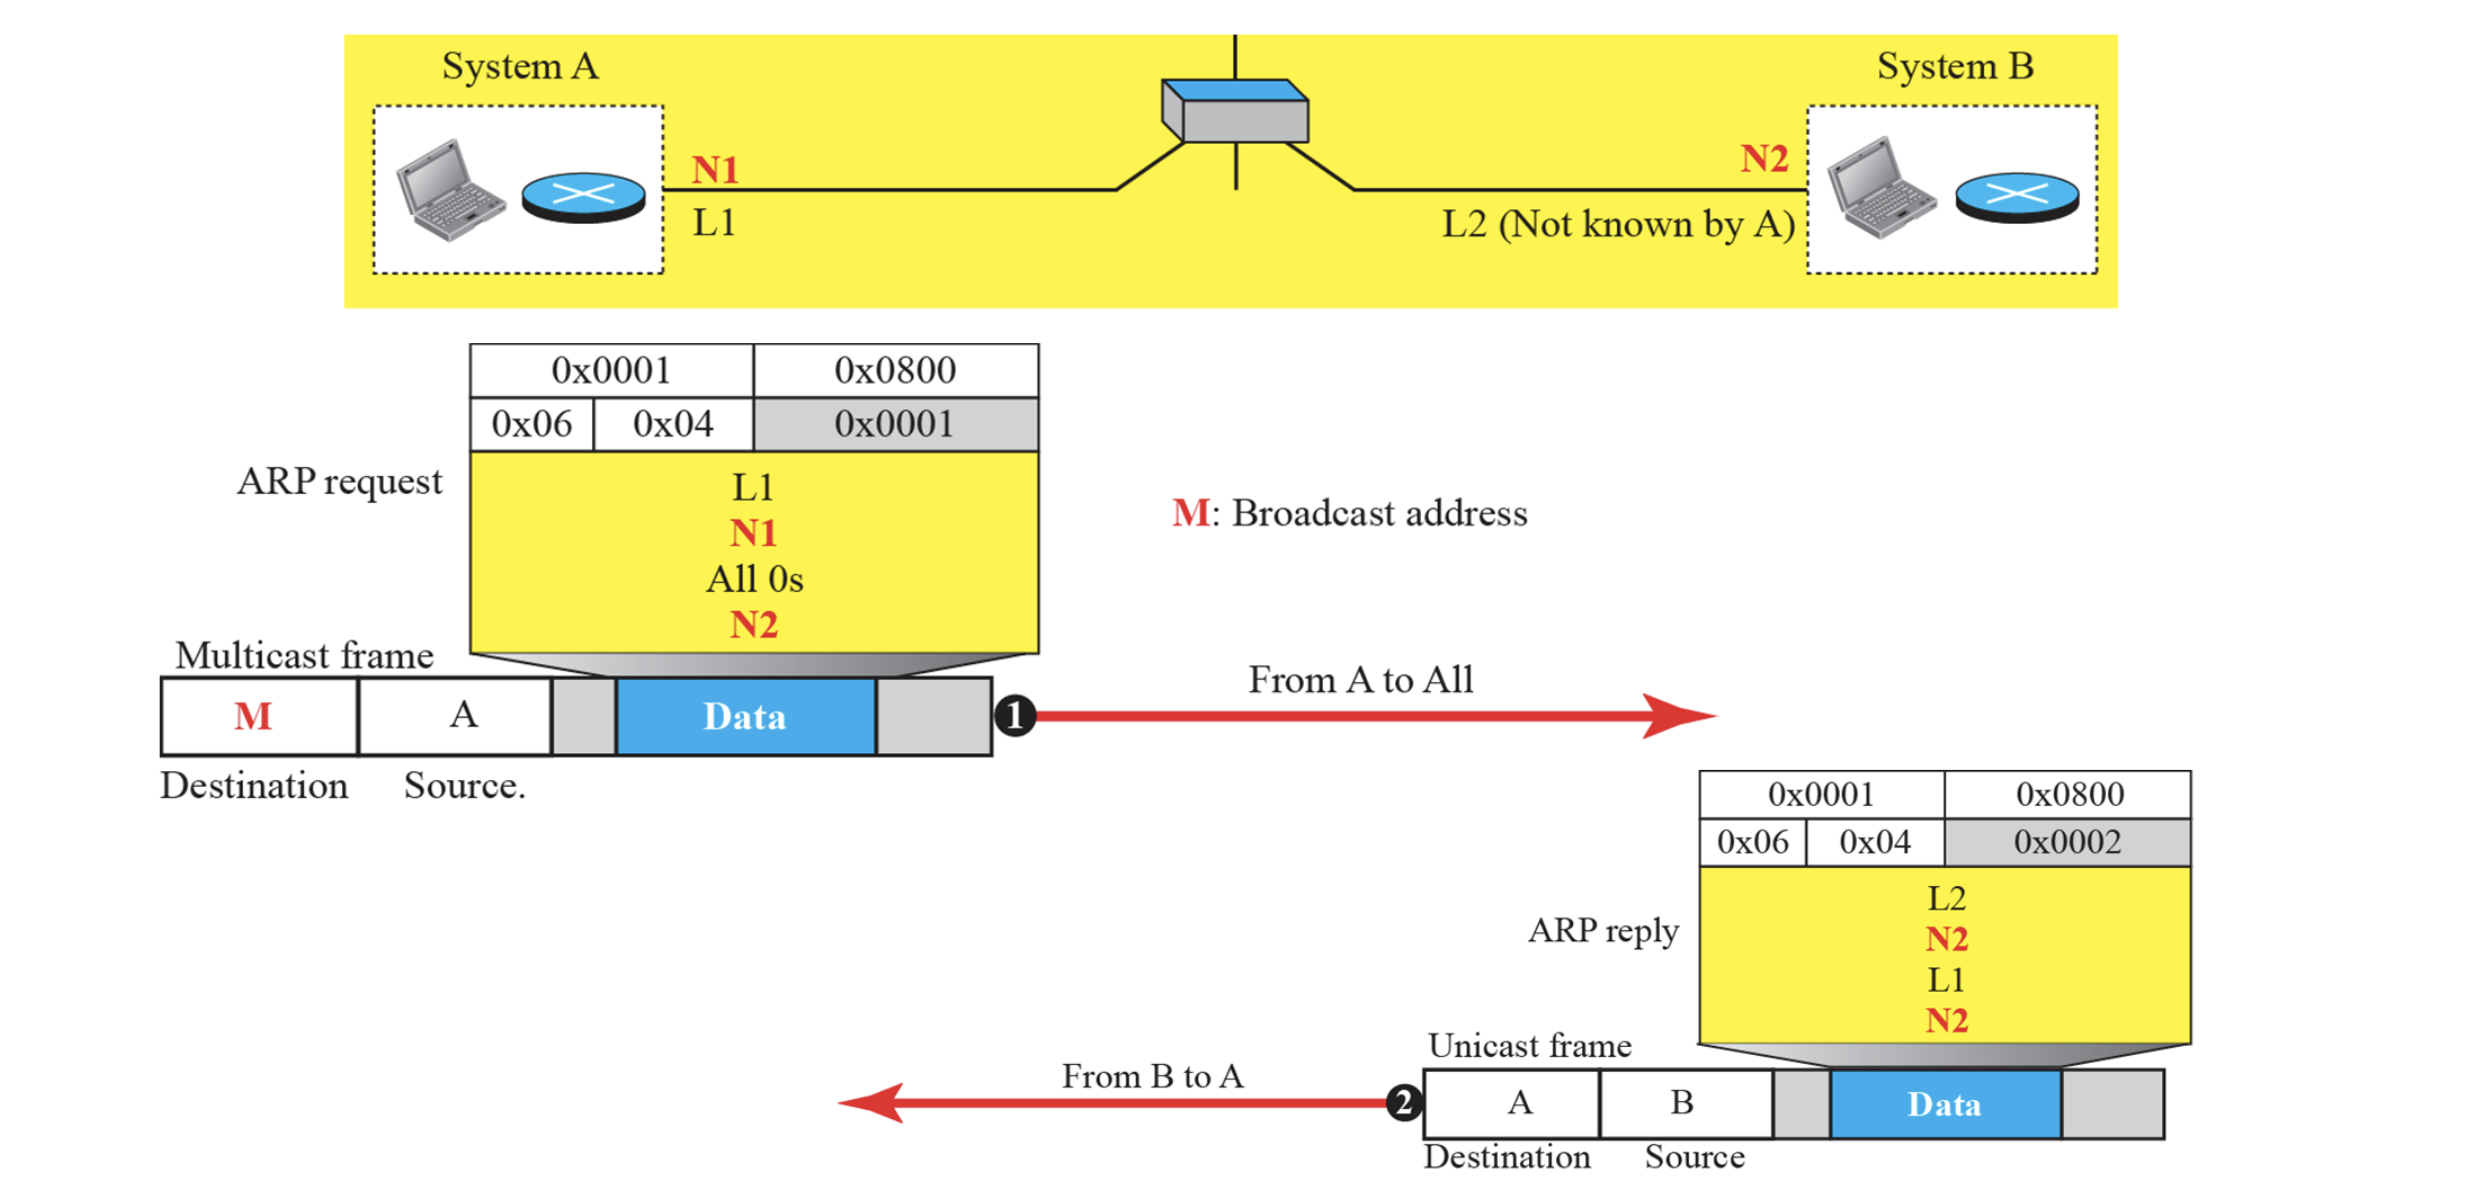 System A
System B
N1
N2
L1
L2 (Not known by A)
0x0001 0x0800
0x06 0x04 0x0001
ARP request
L1
N1
All 0s
N2
M: Broadcast address
Multicast frame
M A Data
Destination Source.
1
From A to All
0x0001 0x0800
0x06 0x04 0x0002
ARP reply
L2
N2
L1
N2
Unicast frame
From B to A
2
A B Data
Destination Source